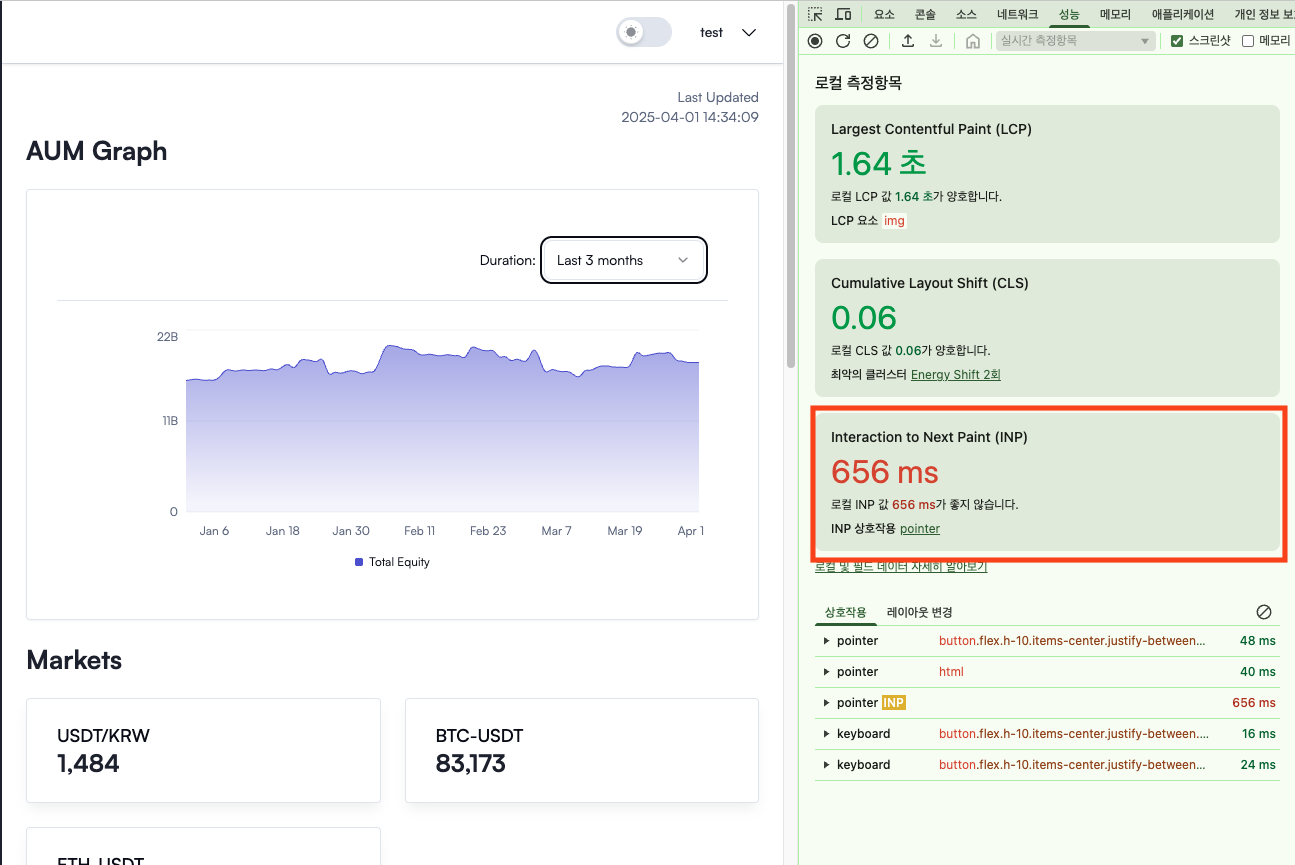 test
Last Updated
2025-04-01 14:34:09
AUM Graph
Duration: Last 3 months
22B
11B
0
Jan 6 Jan 18 Jan 30 Feb 11 Feb 23 Mar 7 Mar 19 Apr 1
Total Equity
Markets
USDT/KRW
1,484
BTC-USDT
83,173
ETH-USDT
요소 콘솔 소스 네트워크 성능 메모리 애플리케이션 개인 정보 보
실시간 측정항목 스크린샷 메모리
로컬 측정항목
Largest Contentful Paint (LCP)
1.64 초
로컬 LCP 값 1.64 초가 양호합니다.
LCP 요소 img
Cumulative Layout Shift (CLS)
0.06
로컬 CLS 값 0.06가 양호합니다.
최악의 클러스터 Energy Shift 2회
Interaction to Next Paint (INP)
656 ms
로컬 INP 값 656 ms가 좋지 않습니다.
INP 상호작용 pointer
로컬 및 필드 데이터 자세히 알아보기
상호작용 레이아웃 변경
pointer button.flex.h-10.items-center.justify-between... 48 ms
pointer html 40 ms
pointer INP 656 ms
keyboard button.flex.h-10.items-center.justify-between.... 16 ms
keyboard button.flex.h-10.items-center.justify-between... 24 ms